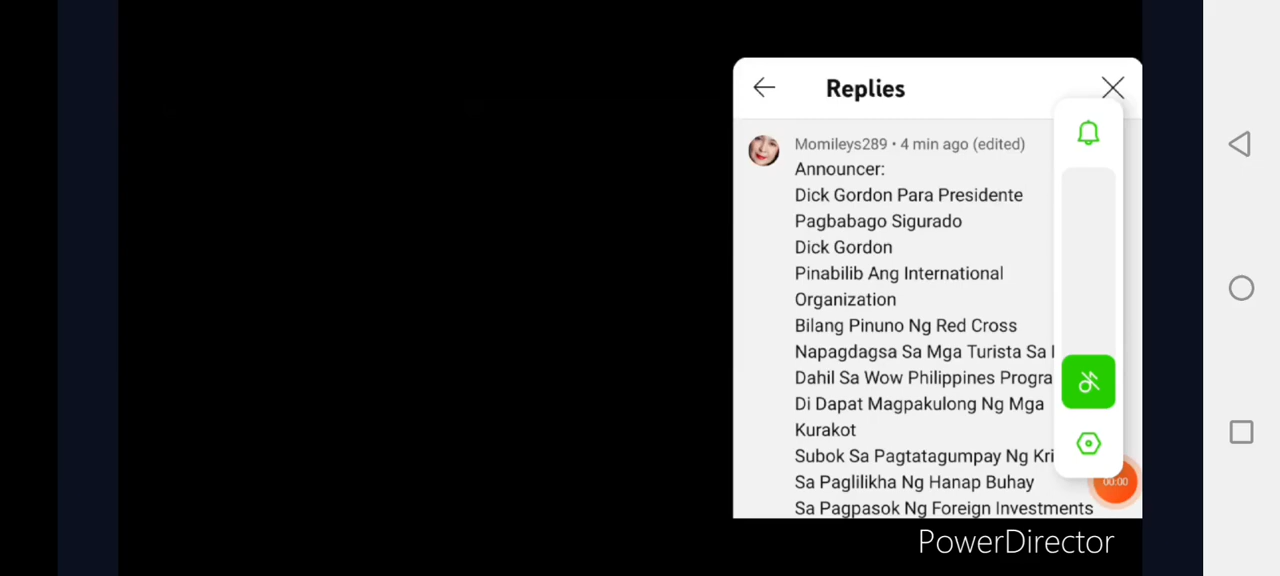 Replies
Momileys289 • 4 min ago (edited)
Announcer:
Dick Gordon Para Presidente
Pagbabago Sigurado
Dick Gordon
Pinabilib Ang International
Organization
Bilang Pinuno Ng Red Cross
Napagdagsa Sa Mga Turista Sa
Dahil Sa Wow Philippines Progra
Di Dapat Magpakulong Ng Mga
Kurakot
Subok Sa Pagtatagumpay Ng Kri
Sa Paglilikha Ng Hanap Buhay
Sa Pagpasok Ng Foreign Investments
00:00
PowerDirector